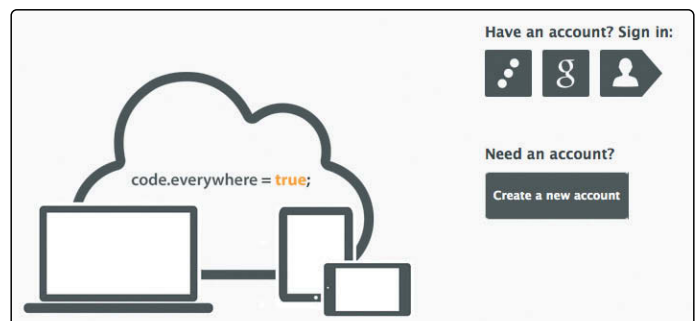 Have an account? Sign in:
g
code.everywhere = true;
Need an account?
Create a new account